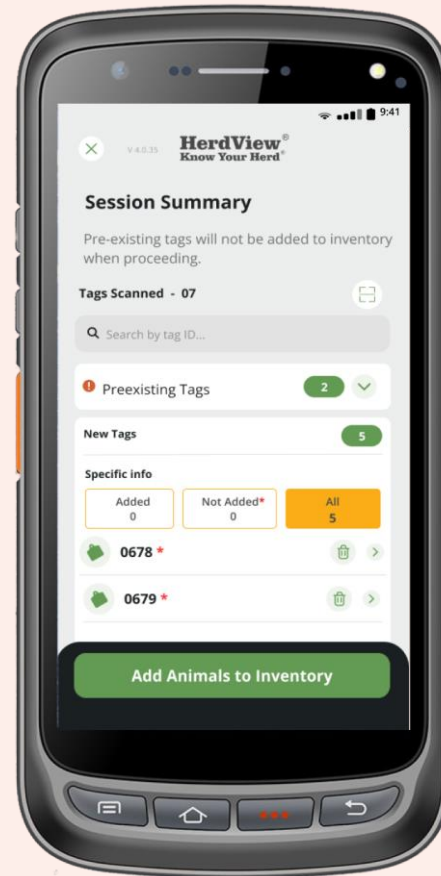 9:41
V 4.0.35
HerdView®
Know Your Herd®
Session Summary
Pre-existing tags will not be added to inventory
when proceeding.
Tags Scanned - 07
Search by tag ID...
Preexisting Tags 2
New Tags 5
Specific info
Added Not Added* All
0 0 5
0678 *
0679 *
Add Animals to Inventory